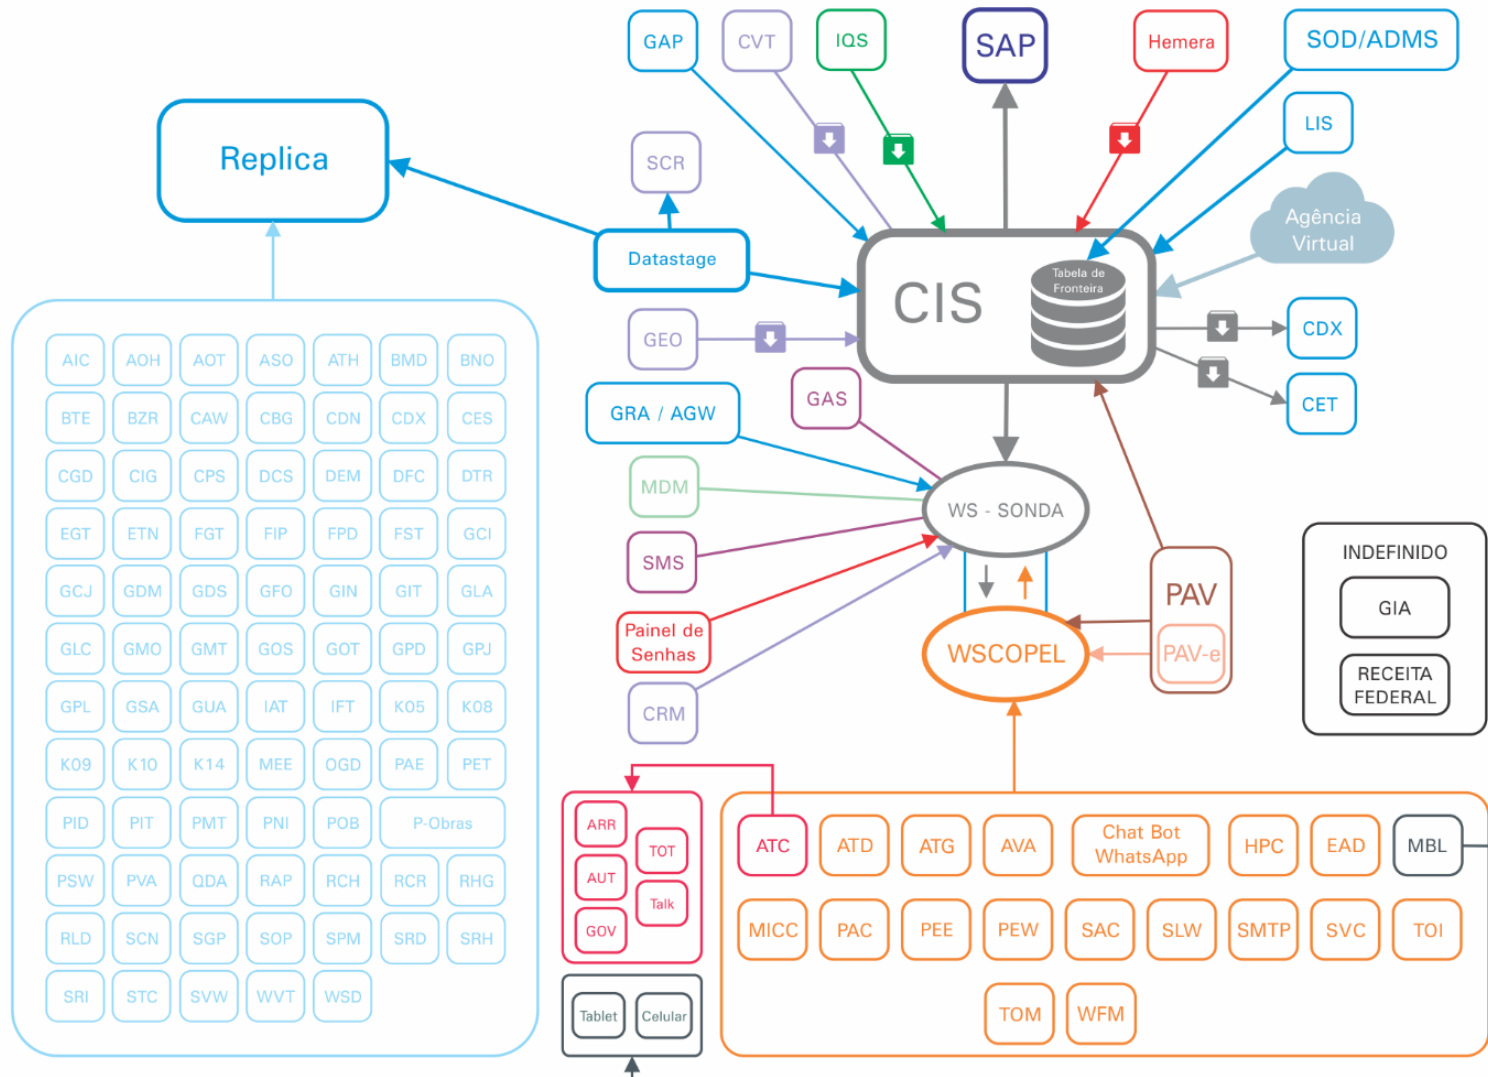 GAP
CVT
IQS
SAP
Hemera
SOD/ADMS
LIS
Replica
SCR
Agência
Virtual
Datastage
Tabela de
Fronteira
CIS
GEO
CDX
CET
GAS
GRA / AGW
MDM
WS - SONDA
SMS
Painel de
Senhas
CRM
WSCOPEL
PAV
PAV-e
INDEFINIDO
GIA
RECEITA
FEDERAL
AIC AOH AOT ASO ATH BMD BNO
BTE BZR CAW CBG CDN CDX CES
CGD CIG CPS DCS DEM DFC DTR
EGT ETN FGT FIP FPD FST GCI
GCJ GDM GDS GFO GIN GIT GLA
GLC GMO GMT GOS GOT GPD GPJ
GPL GSA GUA IAT IFT K05 K08
K09 K10 K14 MEE OGD PAE PET
PID PIT PMT PNI POB P-Obras
PSW PVA QDA RAP RCH RCR RHG
RLD SCN SGP SOP SPM SRD SRH
SRI STC SVW WVT WSD
ARR
TOT
AUT
Talk
GOV
Tablet Celular
ATC ATD ATG AVA
Chat Bot
WhatsApp
HPC EAD MBL
MICC PAC PEE PEW SAC SLW SMTP SVC TOI
TOM WFM